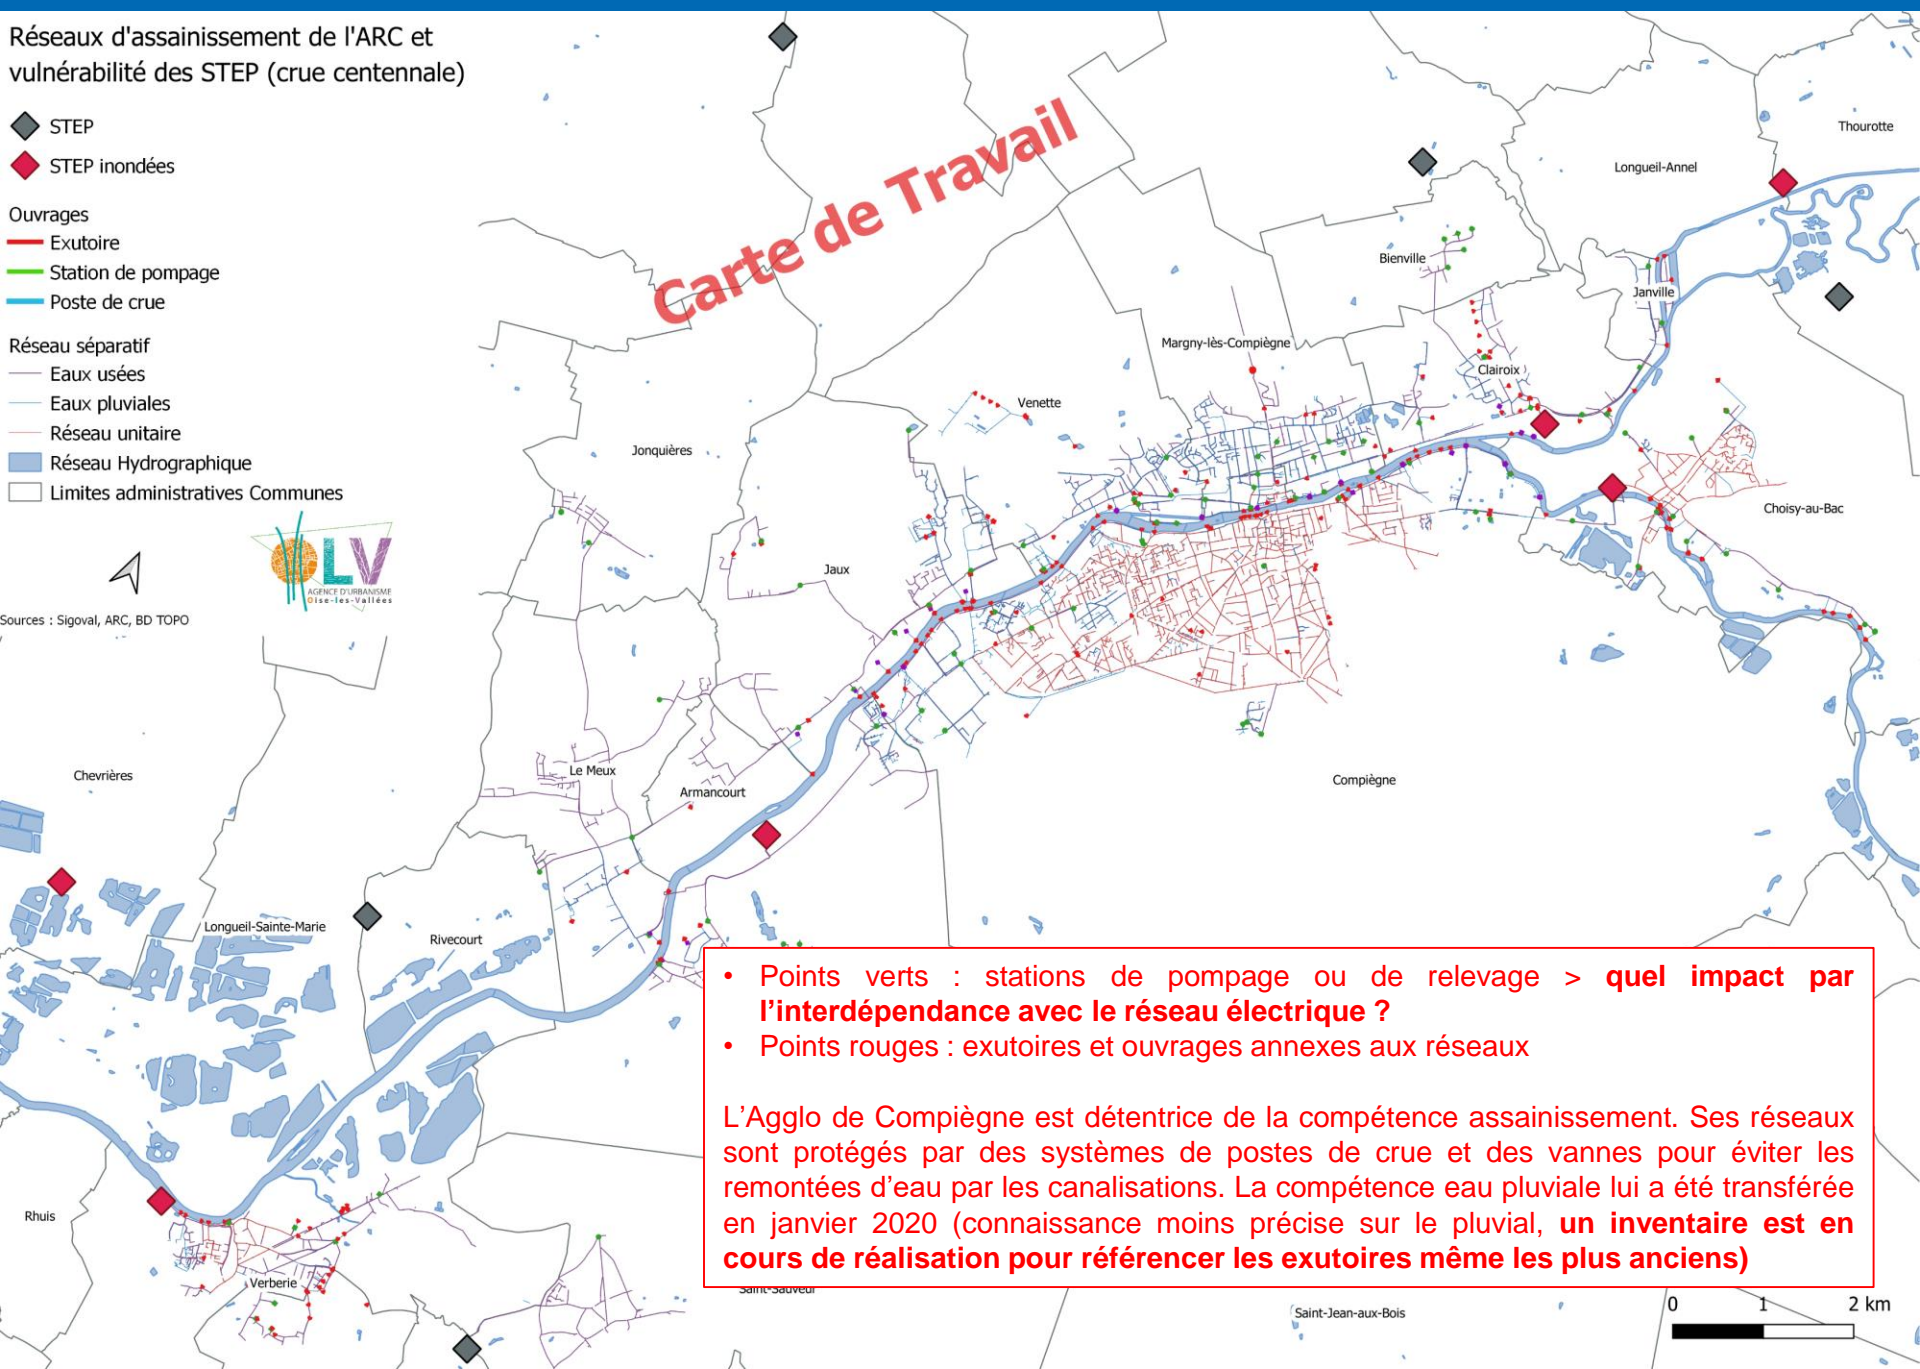 Réseaux d'assainissement de l'ARC et
vulnérabilité des STEP (crue centennale)
STEP
STEP inondées
Ouvrages
Exutoire
Station de pompage
Poste de crue
Réseau séparatif
Eaux usées
Eaux pluviales
Réseau unitaire
Réseau Hydrographique
Limites administratives Communes
OLV
AGENCE D'URBANISME
Oise-les-Vallées
Sources : Sigoval, ARC, BD TOPO
Carte de Travail
Thourotte
Longueil-Annel
Bienville
Janville
Margny-lès-Compiègne
Clairoix
Venette
Jonquières
Choisy-au-Bac
Jaux
Le Meux
Chevrières
Compiègne
Armancourt
Longueil-Sainte-Marie
Rivecourt
• Points verts : stations de pompage ou de relevage > quel impact par
l'interdépendance avec le réseau électrique ?
• Points rouges : exutoires et ouvrages annexes aux réseaux
L'Agglo de Compiègne est détentrice de la compétence assainissement. Ses réseaux
sont protégés par des systèmes de postes de crue et des vannes pour éviter les
remontées d'eau par les canalisations. La compétence eau pluviale lui a été transférée
en janvier 2020 (connaissance moins précise sur le pluvial, un inventaire est en
cours de réalisation pour référencer les exutoires même les plus anciens)
Rhuis
Verberie
Saint-Sauveur
Saint-Jean-aux-Bois
0 1 2 km